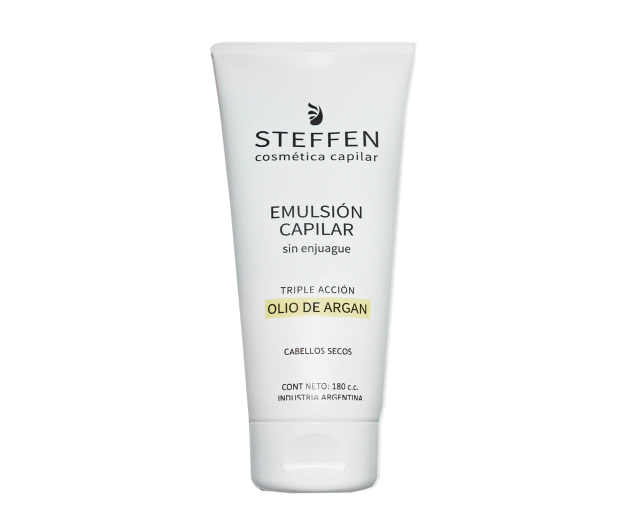 STEFFEN
cosmética capilar
EMULSIÓN
CAPILAR
sin enjuague
TRIPLE ACCIÓN
OLIO DE ARGAN
CABELLOS SECOS
CONT NETO: 180 c.c.
INDUSTRIA ARGENTINA